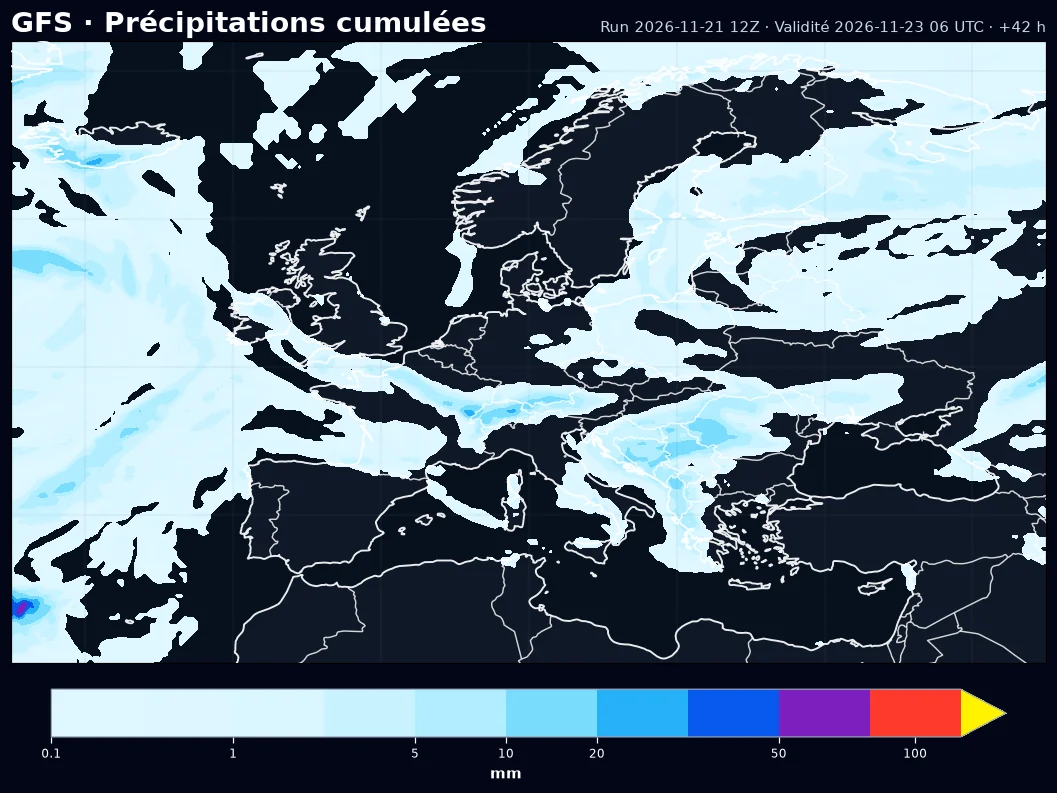 GFS · Précipitations cumulées
Run 2026-11-21 12Z · Validité 2026-11-23 06 UTC · +42 h
0.1 1 5 10 20 50 100
mm